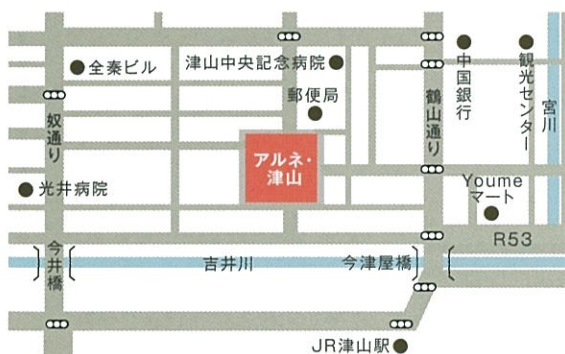 全秦ビル
津山中央記念病院
郵便局
中国銀行
観光センター
宮川
鶴山通り
奴通り
アルネ・
津山
光井病院
Youme
マート
R53
今井橋
吉井川
今津屋橋
JR津山駅